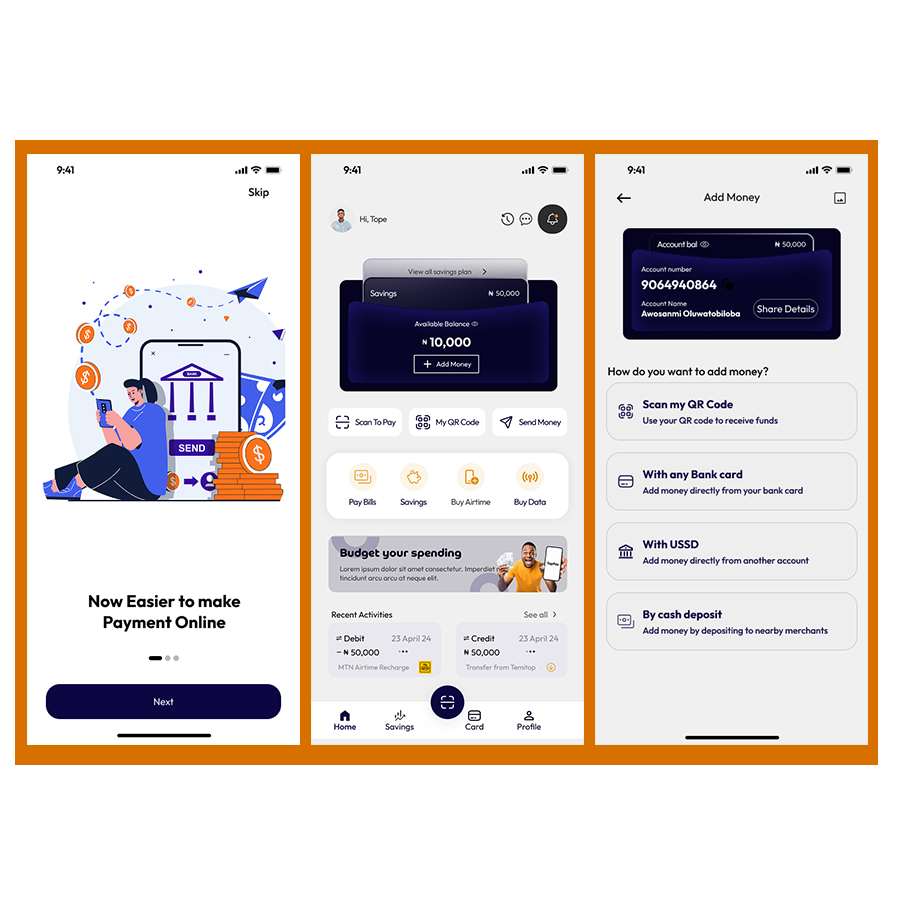 9:41
Skip
BANK
SEND
Now Easier to make
Payment Online
Next
9:41
Hi, Tope
View all savings plan
Savings
₦ 50,000
Available Balance
₦ 10,000
+ Add Money
Scan To Pay
My QR Code
Send Money
Pay Bills
Savings
Buy Airtime
Buy Data
Budget your spending
Lorem ipsum dolor sit amet consectetur. Imperdiet
tincidunt arcu arcu at neque elit.
TapPay
Recent Activities
See all
Debit
23 April 24
– ₦ 50,000
MTN Airtime Recharge
Credit
23 April 24
₦ 50,000
Transfer from Temitop
Home
Savings
Card
Profile
9:41
Add Money
Account bal
₦ 50,000
Account number
9064940864
Account Name
Awosanmi Oluwatobiloba
Share Details
How do you want to add money?
Scan my QR Code
Use your QR code to receive funds
With any Bank card
Add money directly from your bank card
With USSD
Add money directly from another account
By cash deposit
Add money by depositing to nearby merchants